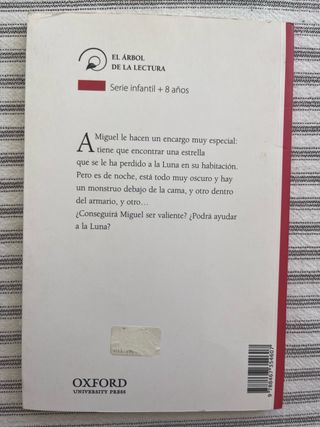 EL ÁRBOL
DE LA LECTURA
Serie infantil + 8 años
A Miguel le hacen un encargo muy especial:
tiene que encontrar una estrella
que se le ha perdido a la Luna en su habitación.
Pero es de noche, está todo muy oscuro y hay
un monstruo debajo de la cama, y otro dentro
del armario, y otro...
¿Conseguirá Miguel ser valiente? ¿Podrá ayudar
a la Luna?
OXFORD
UNIVERSITY PRESS